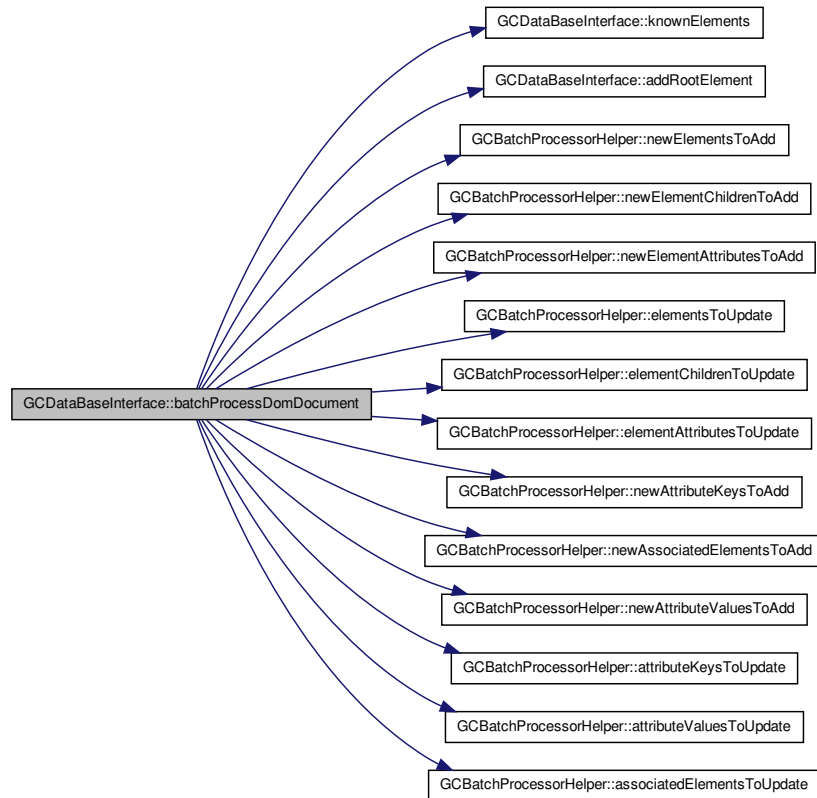 GCDataBaseInterface::knownElements
GCDataBaseInterface::addRootElement
GCBatchProcessorHelper::newElementsToAdd
GCBatchProcessorHelper::newElementChildrenToAdd
GCBatchProcessorHelper::newElementAttributesToAdd
GCBatchProcessorHelper::elementsToUpdate
GCBatchProcessorHelper::elementChildrenToUpdate
GCDataBaseInterface::batchProcessDomDocument
GCBatchProcessorHelper::elementAttributesToUpdate
GCBatchProcessorHelper::newAttributeKeysToAdd
GCBatchProcessorHelper::newAssociatedElementsToAdd
GCBatchProcessorHelper::newAttributeValuesToAdd
GCBatchProcessorHelper::attributeKeysToUpdate
GCBatchProcessorHelper::attributeValuesToUpdate
GCBatchProcessorHelper::associatedElementsToUpdate